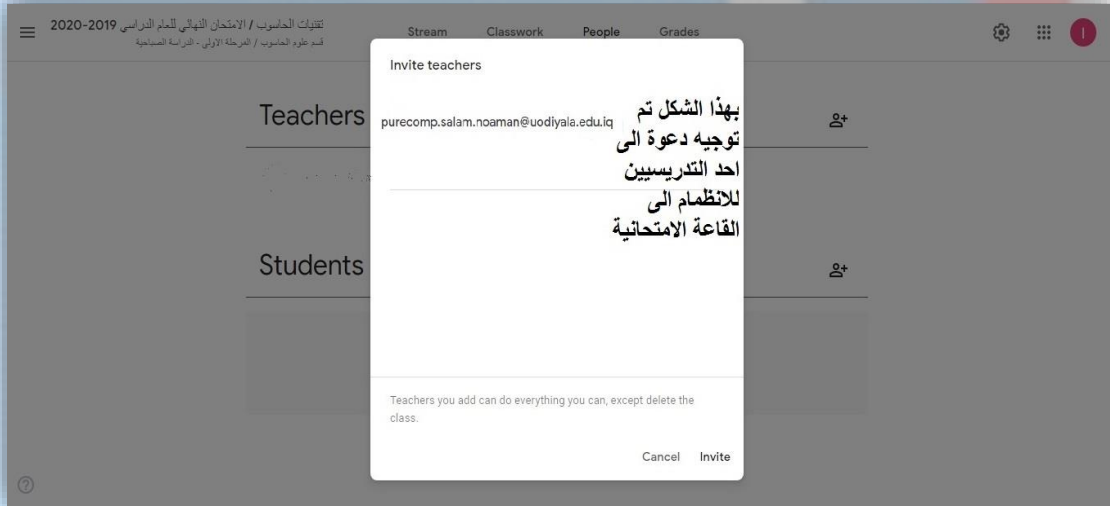 تقنيات الحاسوب / الامتحان النهائي للعام الدراسي 2019-2020
قسم علوم الحاسوب / المرحلة الاولى - الدراسة الصباحية
Stream Classwork People Grades
I
Invite teachers
Teachers
purecomp.salam.noaman@uodiyala.edu.iq
بهذا الشكل تم
توجيه دعوة الى
احد التدريسيين
للانظمام الى
القاعة الامتحانية
Students
Teachers you add can do everything you can, except delete the
class.
Cancel Invite